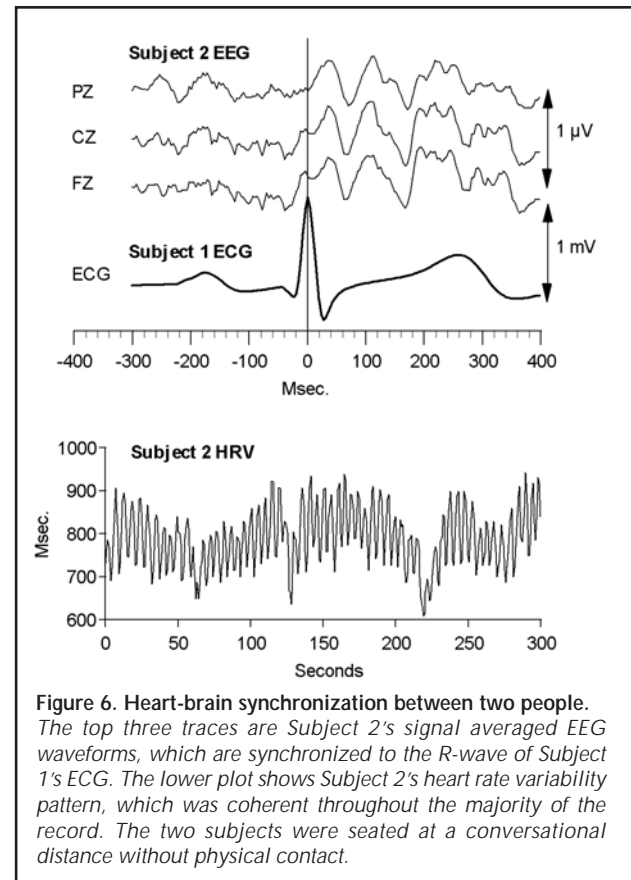 Subject 2 EEG
PZ
CZ
1 µV
FZ
Subject 1 ECG
1 mV
ECG
-400 -300 -200 -100 0 100 200 300 400
Msec.
1000
Subject 2 HRV
900
Msec.
800
700
600
0 50 100 150 200 250 300
Seconds
Figure 6. Heart-brain synchronization between two people.
The top three traces are Subject 2's signal averaged EEG
waveforms, which are synchronized to the R-wave of Subject
1's ECG. The lower plot shows Subject 2's heart rate variability
pattern, which was coherent throughout the majority of the
record. The two subjects were seated at a conversational
distance without physical contact.